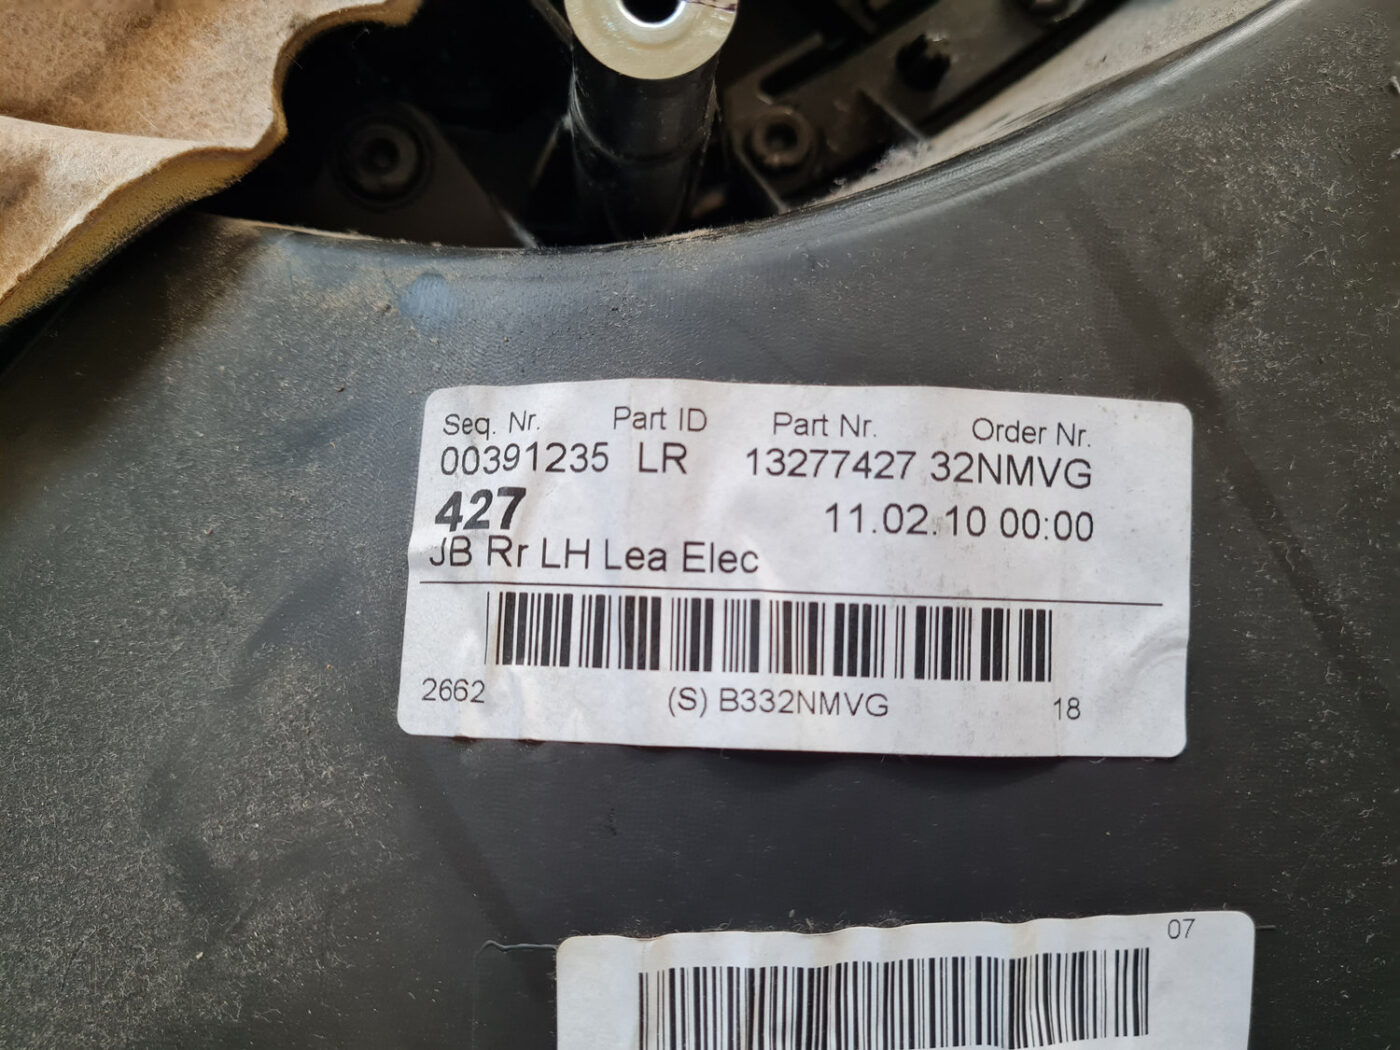 Seq. Nr. Part ID Part Nr. Order Nr.
00391235 LR 13277427 32NMVG
427 11.02.10 00:00
JB Rr LH Lea Elec
2662 (S) B332NMVG 18
07